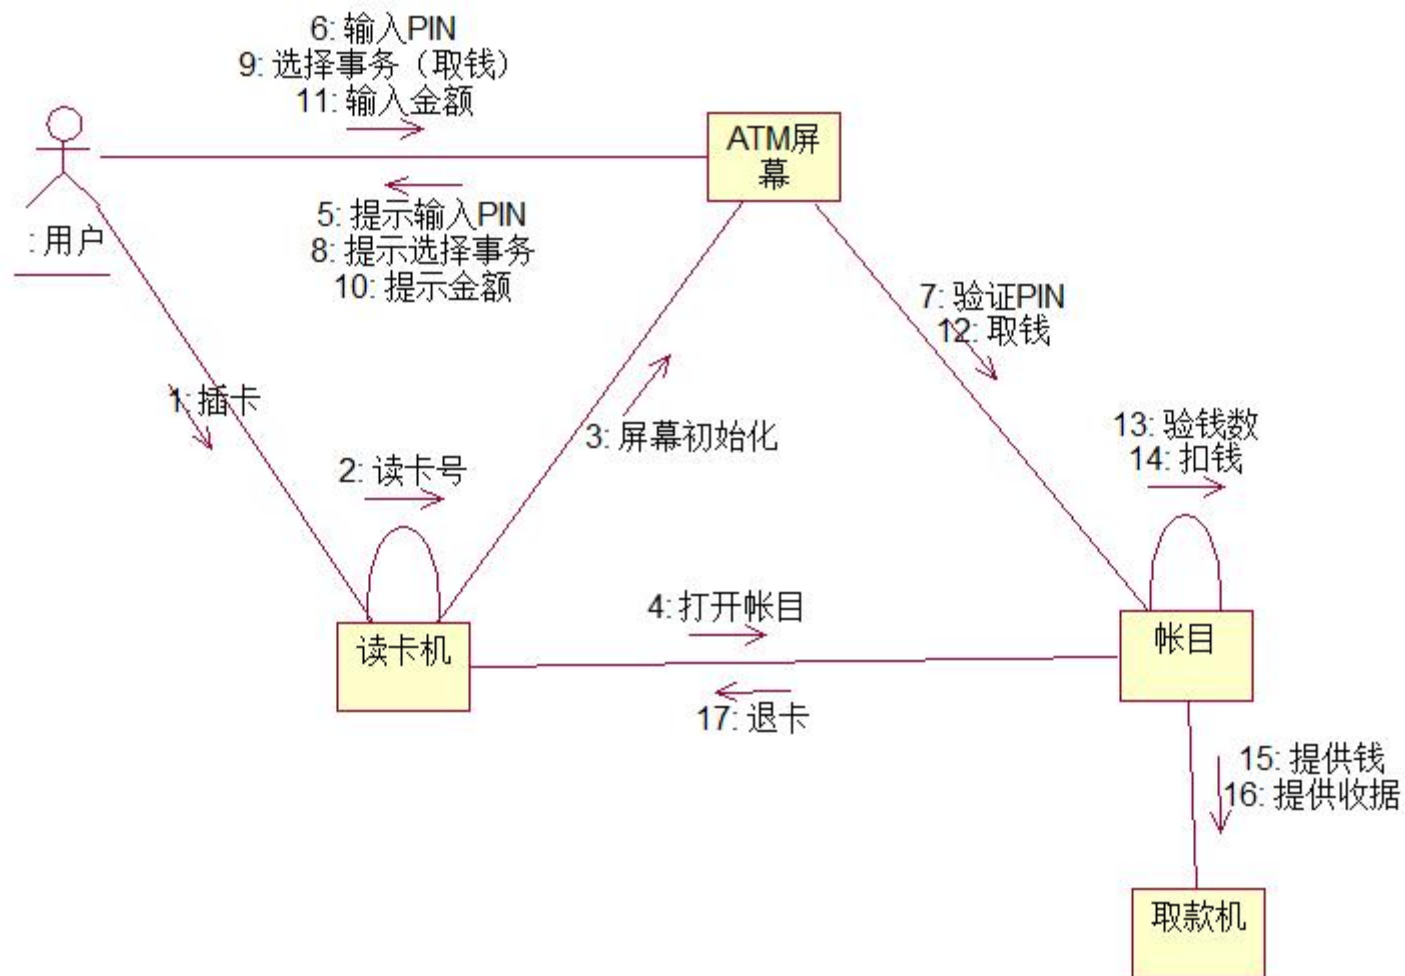 6: 输入PIN
9: 选择事务（取钱）
11: 输入金额
ATM屏
幕
5: 提示输入PIN
8: 提示选择事务
10: 提示金额
: 用户
7: 验证PIN
12: 取钱
1: 插卡
3: 屏幕初始化
2: 读卡号
13: 验钱数
14: 扣钱
4: 打开帐目
读卡机
帐目
17: 退卡
15: 提供钱
16: 提供收据
取款机